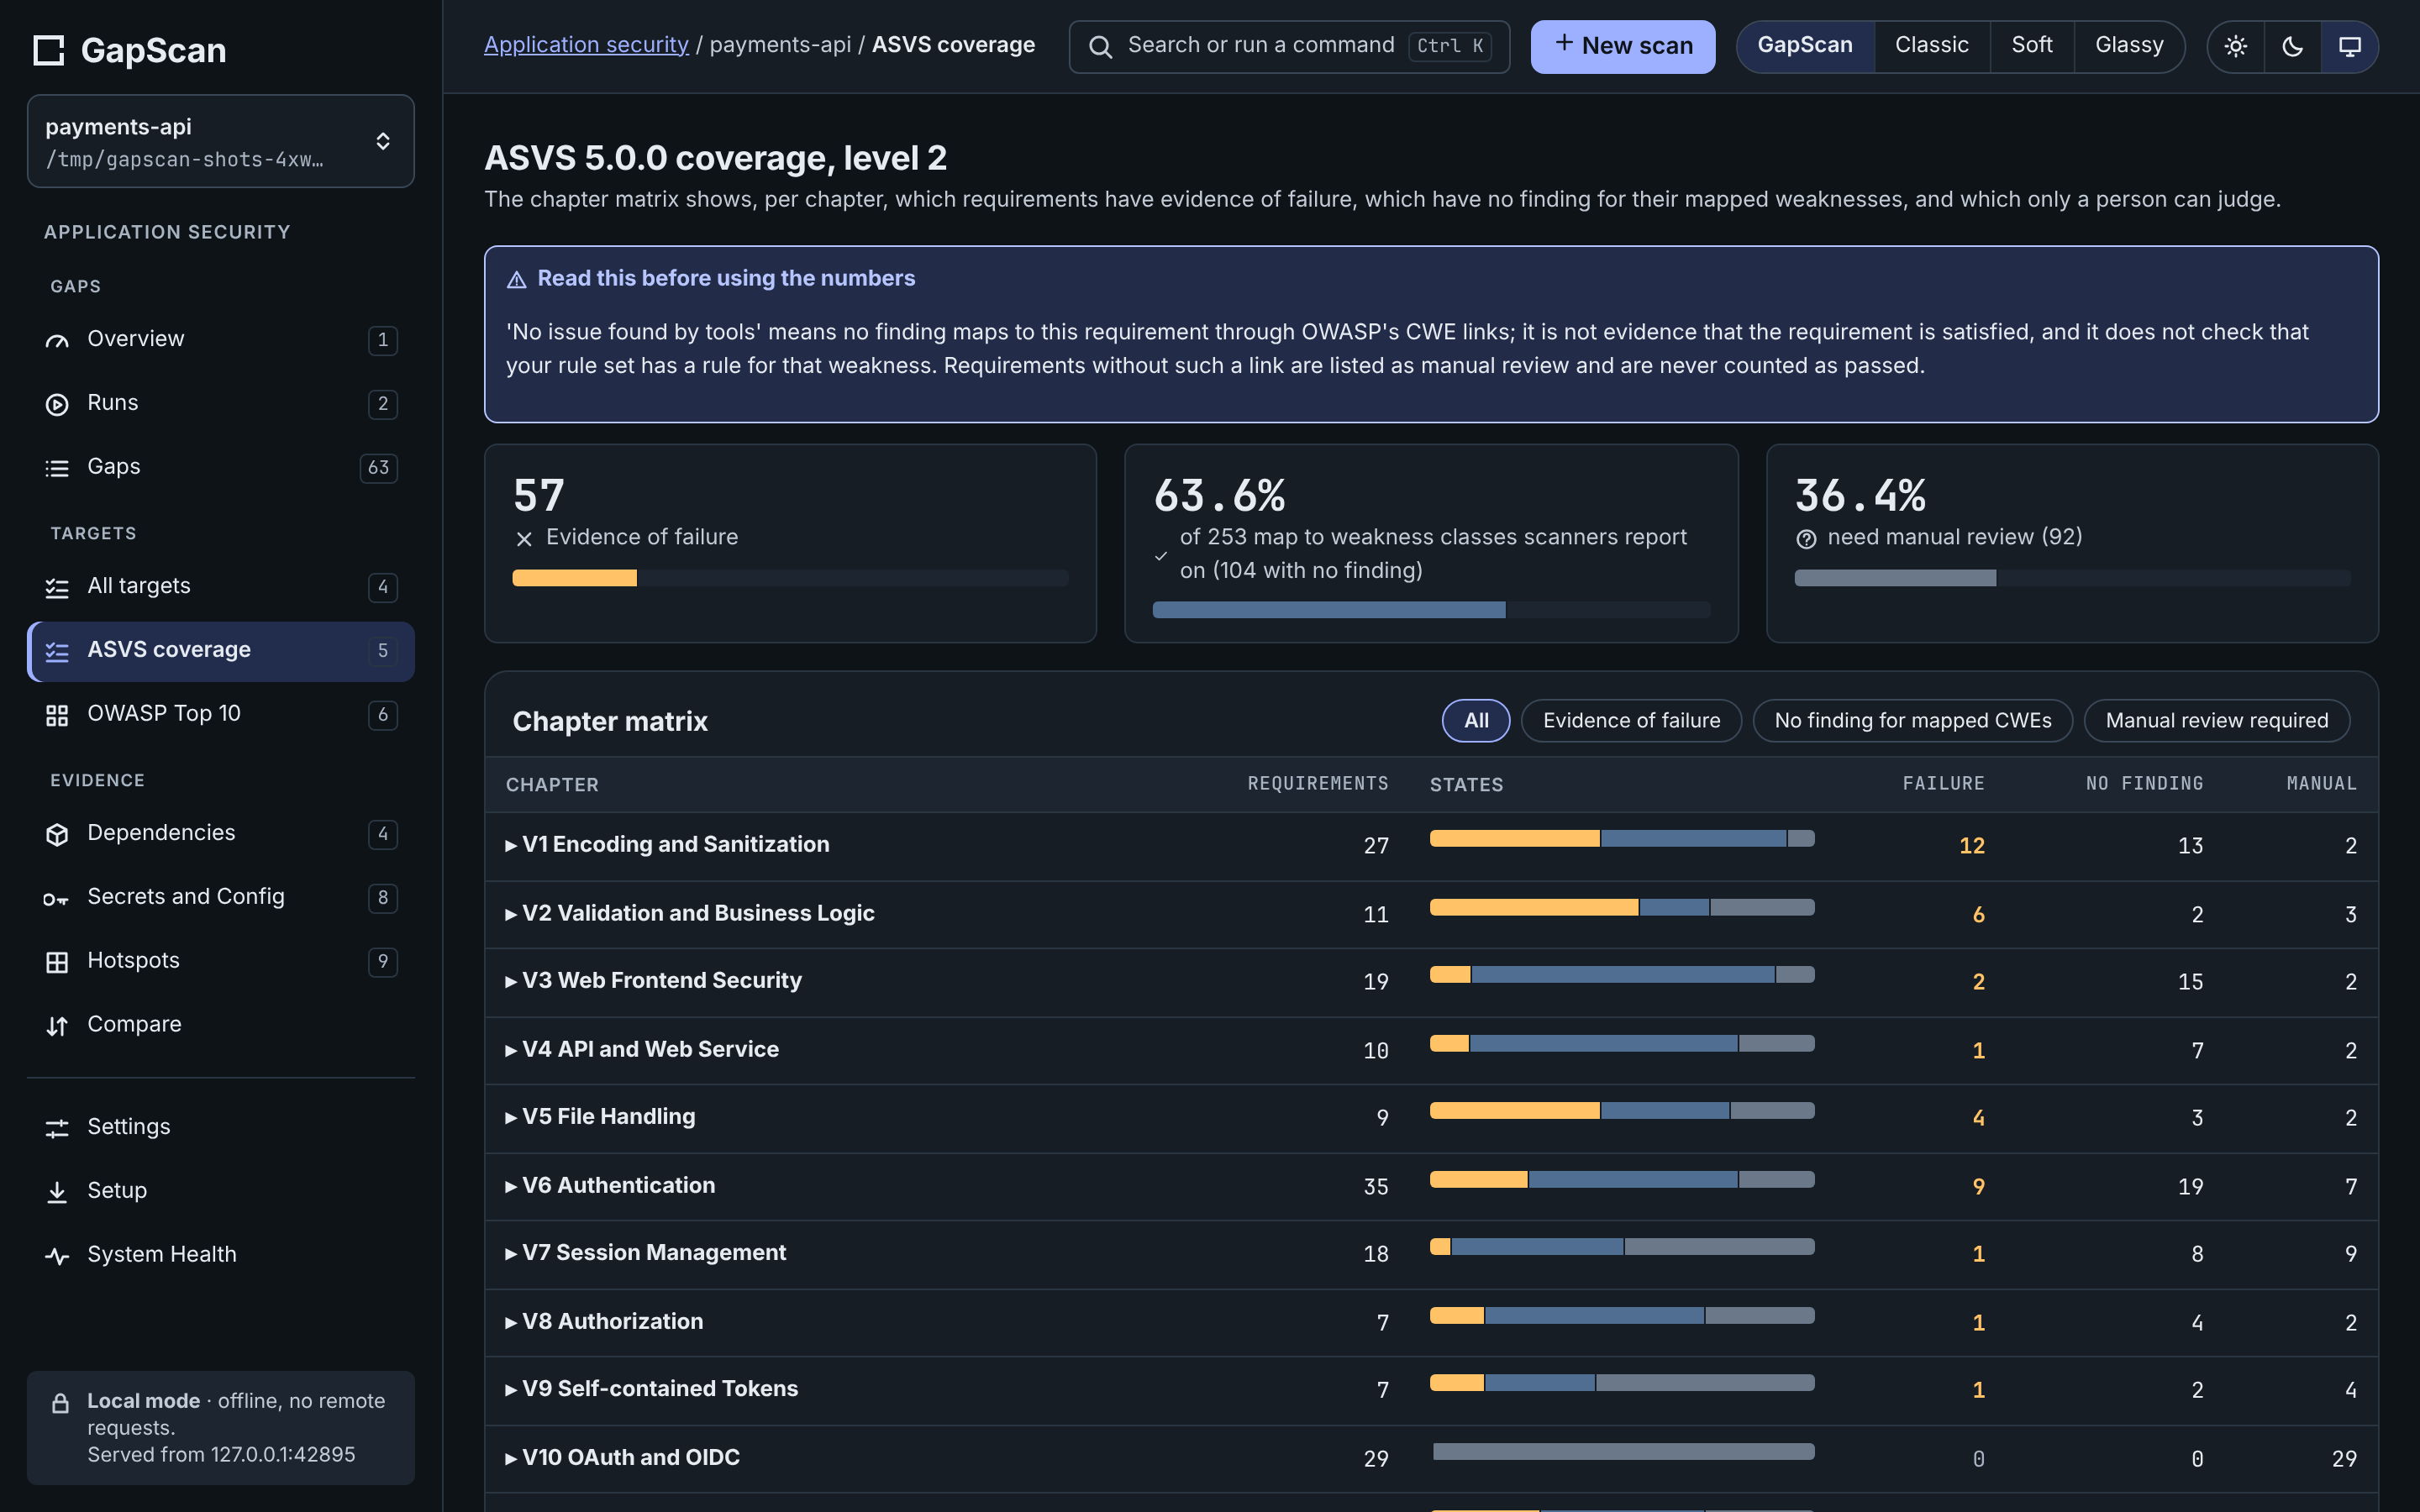 GapScan
payments-api
/tmp/gapscan-shots-4xw…
APPLICATION SECURITY
GAPS
Overview 1
Runs 2
Gaps 63
TARGETS
All targets 4
ASVS coverage 5
OWASP Top 10 6
EVIDENCE
Dependencies 4
Secrets and Config 8
Hotspots 9
Compare
Settings
Setup
System Health
Local mode · offline, no remote
requests.
Served from 127.0.0.1:42895
Application security / payments-api / ASVS coverage
Search or run a command Ctrl K
+ New scan
GapScan Classic Soft Glassy
ASVS 5.0.0 coverage, level 2
The chapter matrix shows, per chapter, which requirements have evidence of failure, which have no finding for their mapped weaknesses, and which only a person can judge.
Read this before using the numbers
'No issue found by tools' means no finding maps to this requirement through OWASP's CWE links; it is not evidence that the requirement is satisfied, and it does not check that
your rule set has a rule for that weakness. Requirements without such a link are listed as manual review and are never counted as passed.
57
Evidence of failure
63.6%
of 253 map to weakness classes scanners report
on (104 with no finding)
36.4%
need manual review (92)
Chapter matrix
All Evidence of failure No finding for mapped CWEs Manual review required
CHAPTER REQUIREMENTS STATES FAILURE NO FINDING MANUAL
V1 Encoding and Sanitization 27 12 13 2
V2 Validation and Business Logic 11 6 2 3
V3 Web Frontend Security 19 2 15 2
V4 API and Web Service 10 1 7 2
V5 File Handling 9 4 3 2
V6 Authentication 35 9 19 7
V7 Session Management 18 1 8 9
V8 Authorization 7 1 4 2
V9 Self-contained Tokens 7 1 2 4
V10 OAuth and OIDC 29 0 0 29